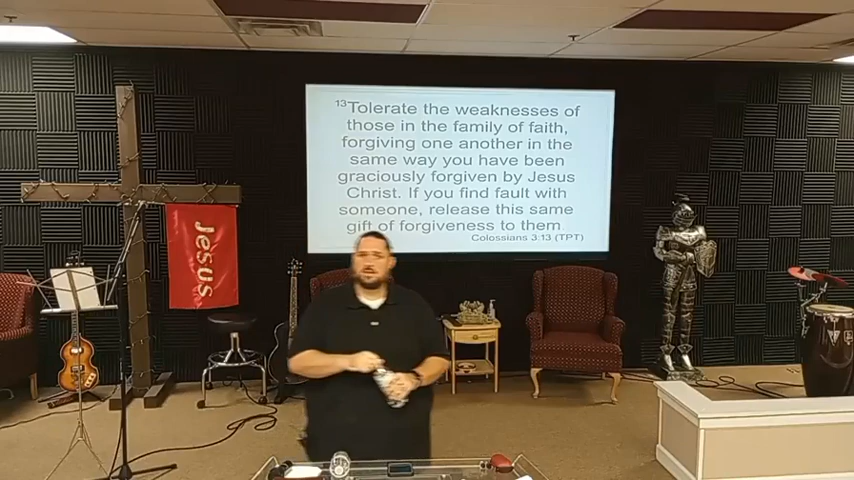 ¹³Tolerate the weaknesses of
those in the family of faith,
forgiving one another in the
same way you have been
graciously forgiven by Jesus
Christ. If you find fault with
someone, release this same
gift of forgiveness to them.
Colossians 3:13 (TPT)
Jesus